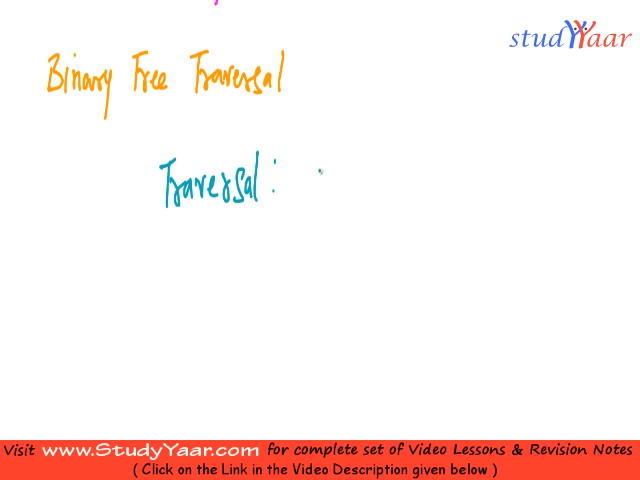 studYYaar
Binary Tree Traversal
Traversal :
Visit www.StudyYaar.com for complete set of Video Lessons & Revision Notes
( Click on the Link in the Video Description given below )